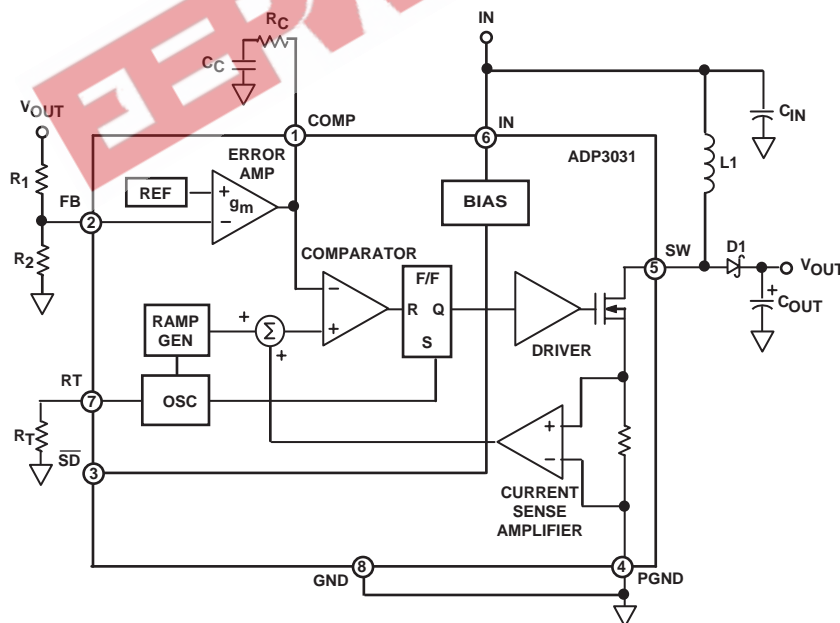 RC
CC
IN
VOUT
COMP
1
IN
6
ADP3031
CIN
L1
R1
ERROR
AMP
REF
+
gm
−
BIAS
FB
2
R2
COMPARATOR
SW
5
D1
VOUT
+
COUT
F/F
R Q
S
−
+
DRIVER
RAMP
GEN
+
Σ
+
RT
7
OSC
RT
SD
3
+
−
CURRENT
SENSE
AMPLIFIER
GND
8
4
PGND